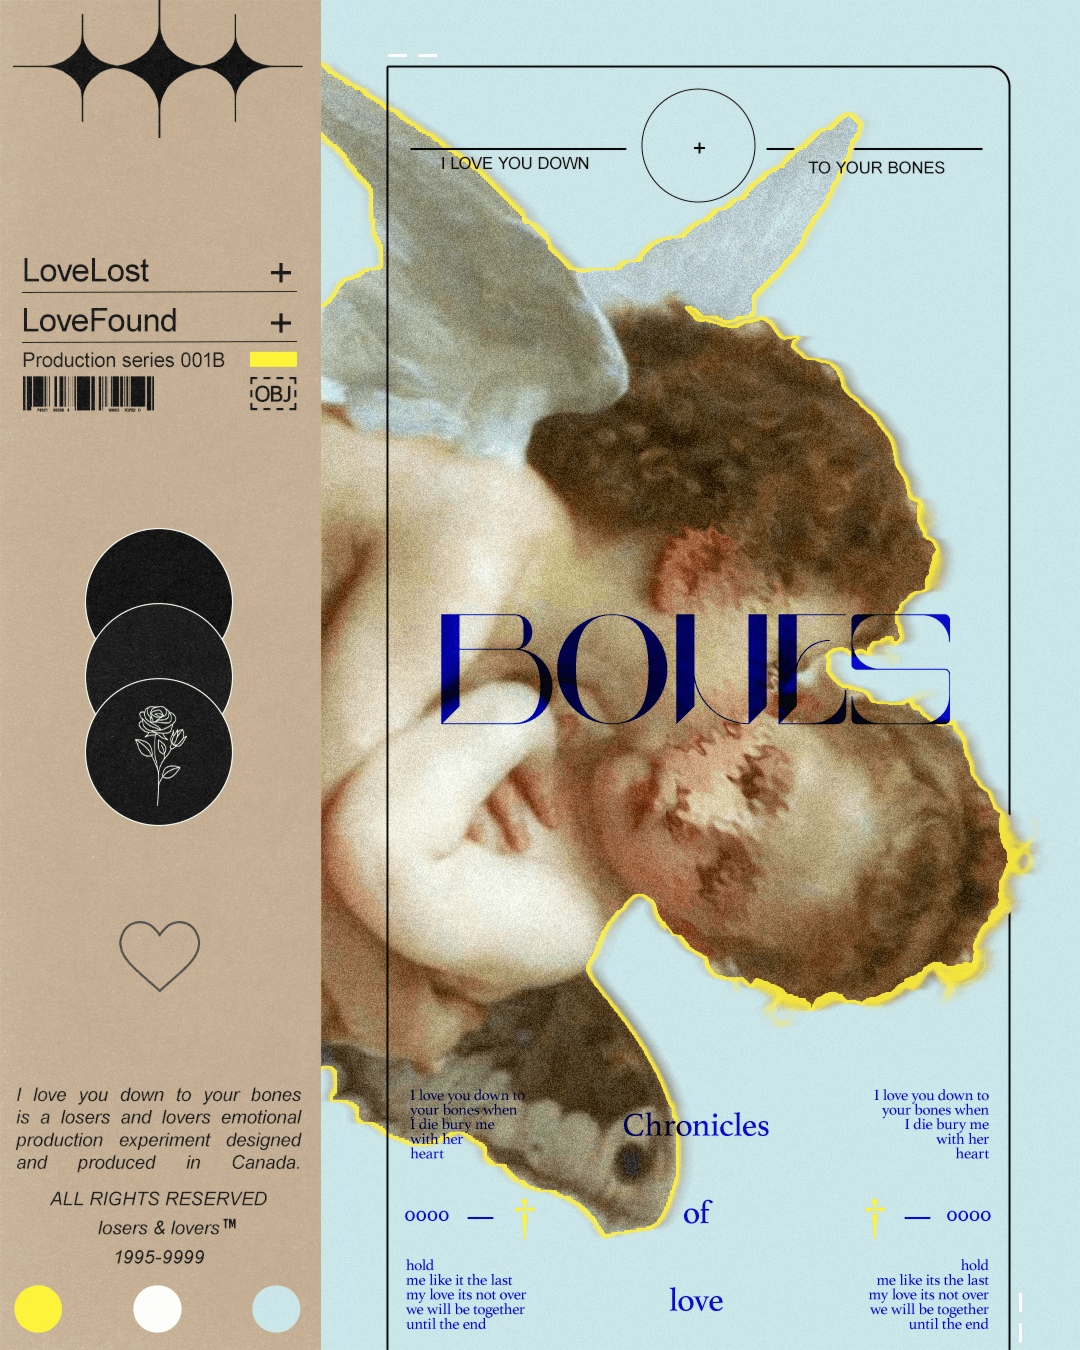 LoveLost +
LoveFound +
Production series 001B
OBJ
I love you down to your bones
is a losers and lovers emotional
production experiment designed
and produced in Canada.
ALL RIGHTS RESERVED
losers & lovers™
1995-9999
I LOVE YOU DOWN
TO YOUR BONES
BONES
I love you down to
your bones when
I die bury me
with her
heart
Chronicles
I love you down to
your bones when
I die bury me
with her
heart
oooo — †
of
† — oooo
hold
me like it the last
my love its not over
we will be together
until the end
love
hold
me like its the last
my love its not over
we will be together
until the end